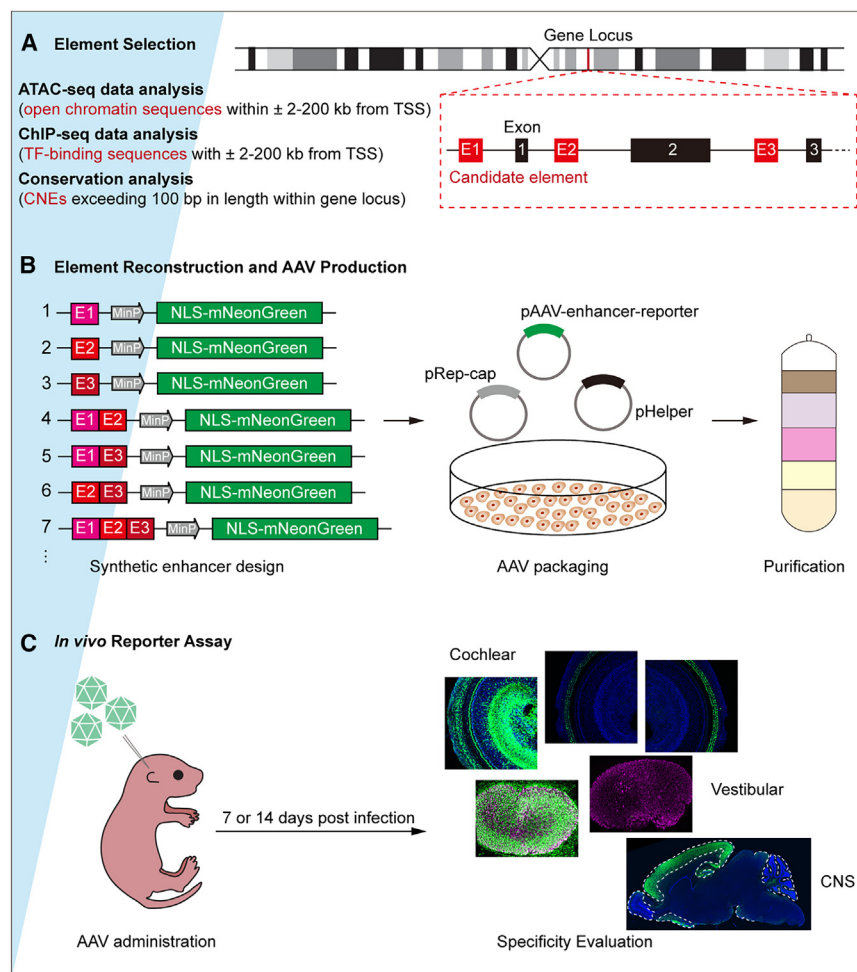 A Element Selection
Gene Locus
ATAC-seq data analysis
(open chromatin sequences within ± 2-200 kb from TSS)
ChIP-seq data analysis
(TF-binding sequences with ± 2-200 kb from TSS)
Conservation analysis
(CNEs exceeding 100 bp in length within gene locus)
Exon
E1 1 E2 2 E3 3
Candidate element
B Element Reconstruction and AAV Production
1 E1 MinP NLS-mNeonGreen
2 E2 MinP NLS-mNeonGreen
3 E3 MinP NLS-mNeonGreen
4 E1 E2 MinP NLS-mNeonGreen
5 E1 E3 MinP NLS-mNeonGreen
6 E2 E3 MinP NLS-mNeonGreen
7 E1 E2 E3 MinP NLS-mNeonGreen
⋮
Synthetic enhancer design
pAAV-enhancer-reporter
pRep-cap
pHelper
AAV packaging
Purification
C In vivo Reporter Assay
AAV administration
7 or 14 days post infection
Cochlear
Vestibular
CNS
Specificity Evaluation